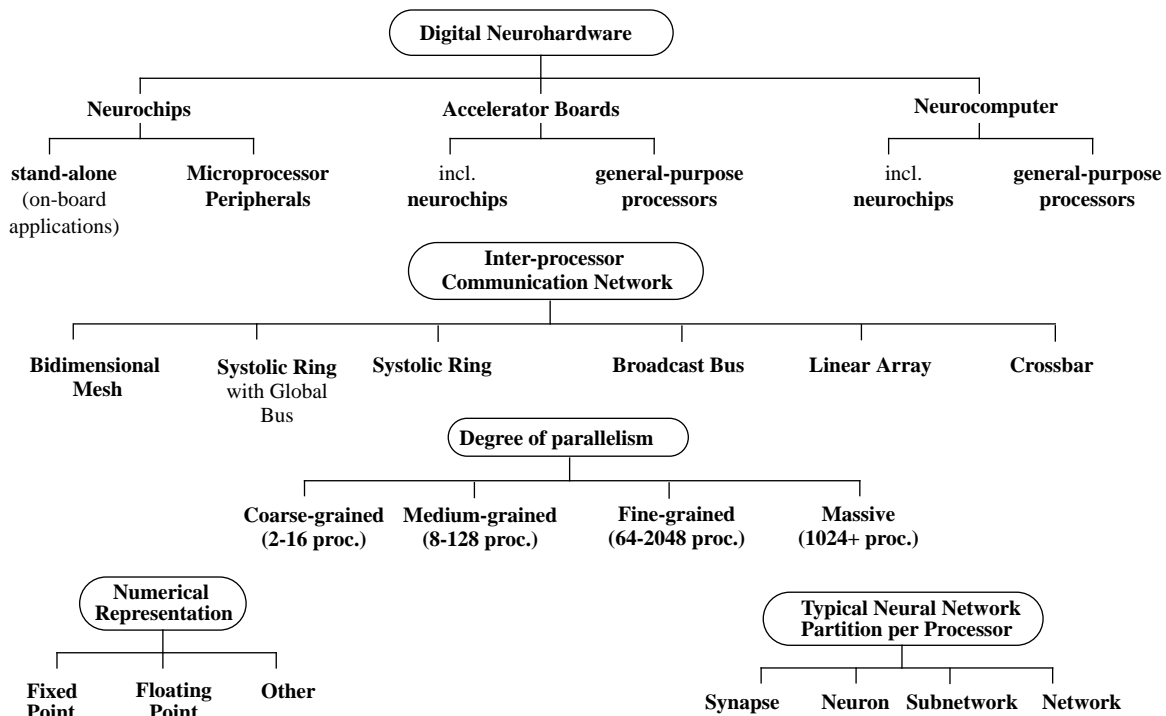 Digital Neurohardware
Neurochips
Accelerator Boards
Neurocomputer
stand-alone
(on-board
applications)
Microprocessor
Peripherals
incl.
neurochips
general-purpose
processors
incl.
neurochips
general-purpose
processors
Inter-processor
Communication Network
Bidimensional
Mesh
Systolic Ring
with Global
Bus
Systolic Ring
Broadcast Bus
Linear Array
Crossbar
Degree of parallelism
Coarse-grained
(2-16 proc.)
Medium-grained
(8-128 proc.)
Fine-grained
(64-2048 proc.)
Massive
(1024+ proc.)
Numerical
Representation
Fixed
Point
Floating
Point
Other
Typical Neural Network
Partition per Processor
Synapse
Neuron
Subnetwork
Network